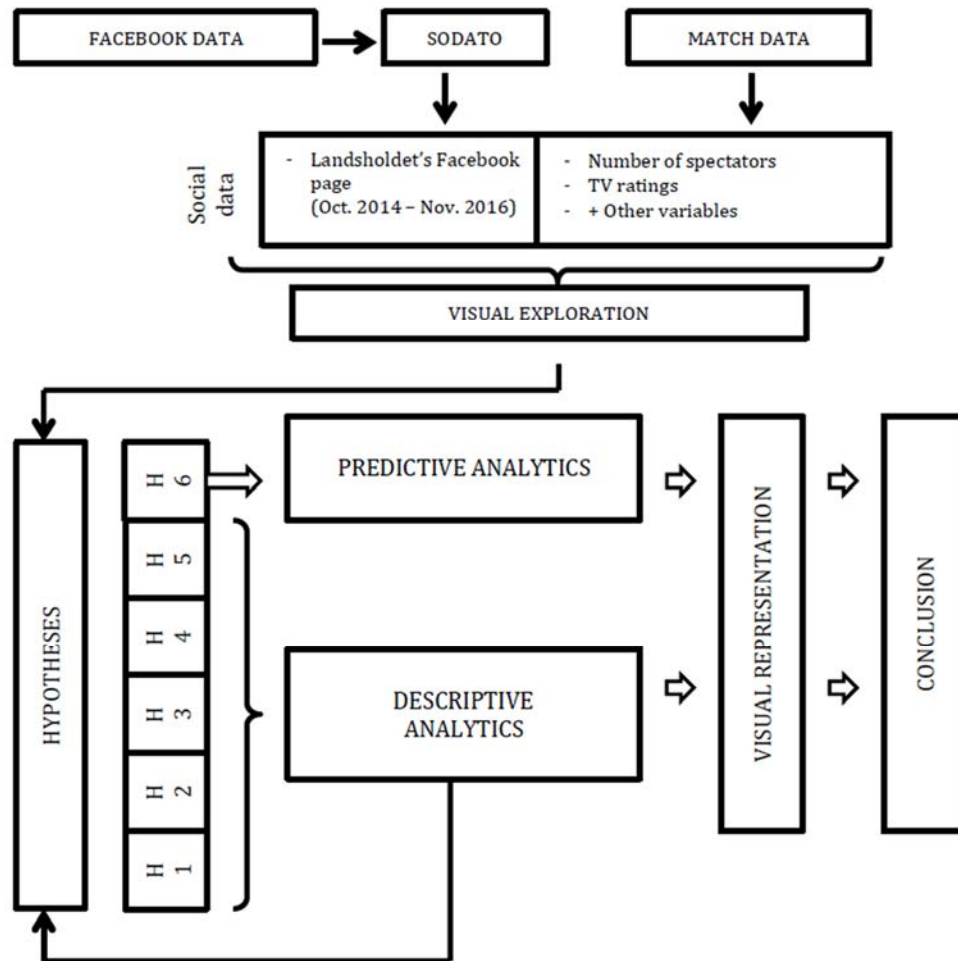 FACEBOOK DATA
SODATO
MATCH DATA
Social
data
- Landsholdet's Facebook
page
(Oct. 2014 – Nov. 2016)
- Number of spectators
- TV ratings
- + Other variables
VISUAL EXPLORATION
HYPOTHESES
H 6
H 5
H 4
H 3
H 2
H 1
PREDICTIVE ANALYTICS
DESCRIPTIVE
ANALYTICS
VISUAL REPRESENTATION
CONCLUSION